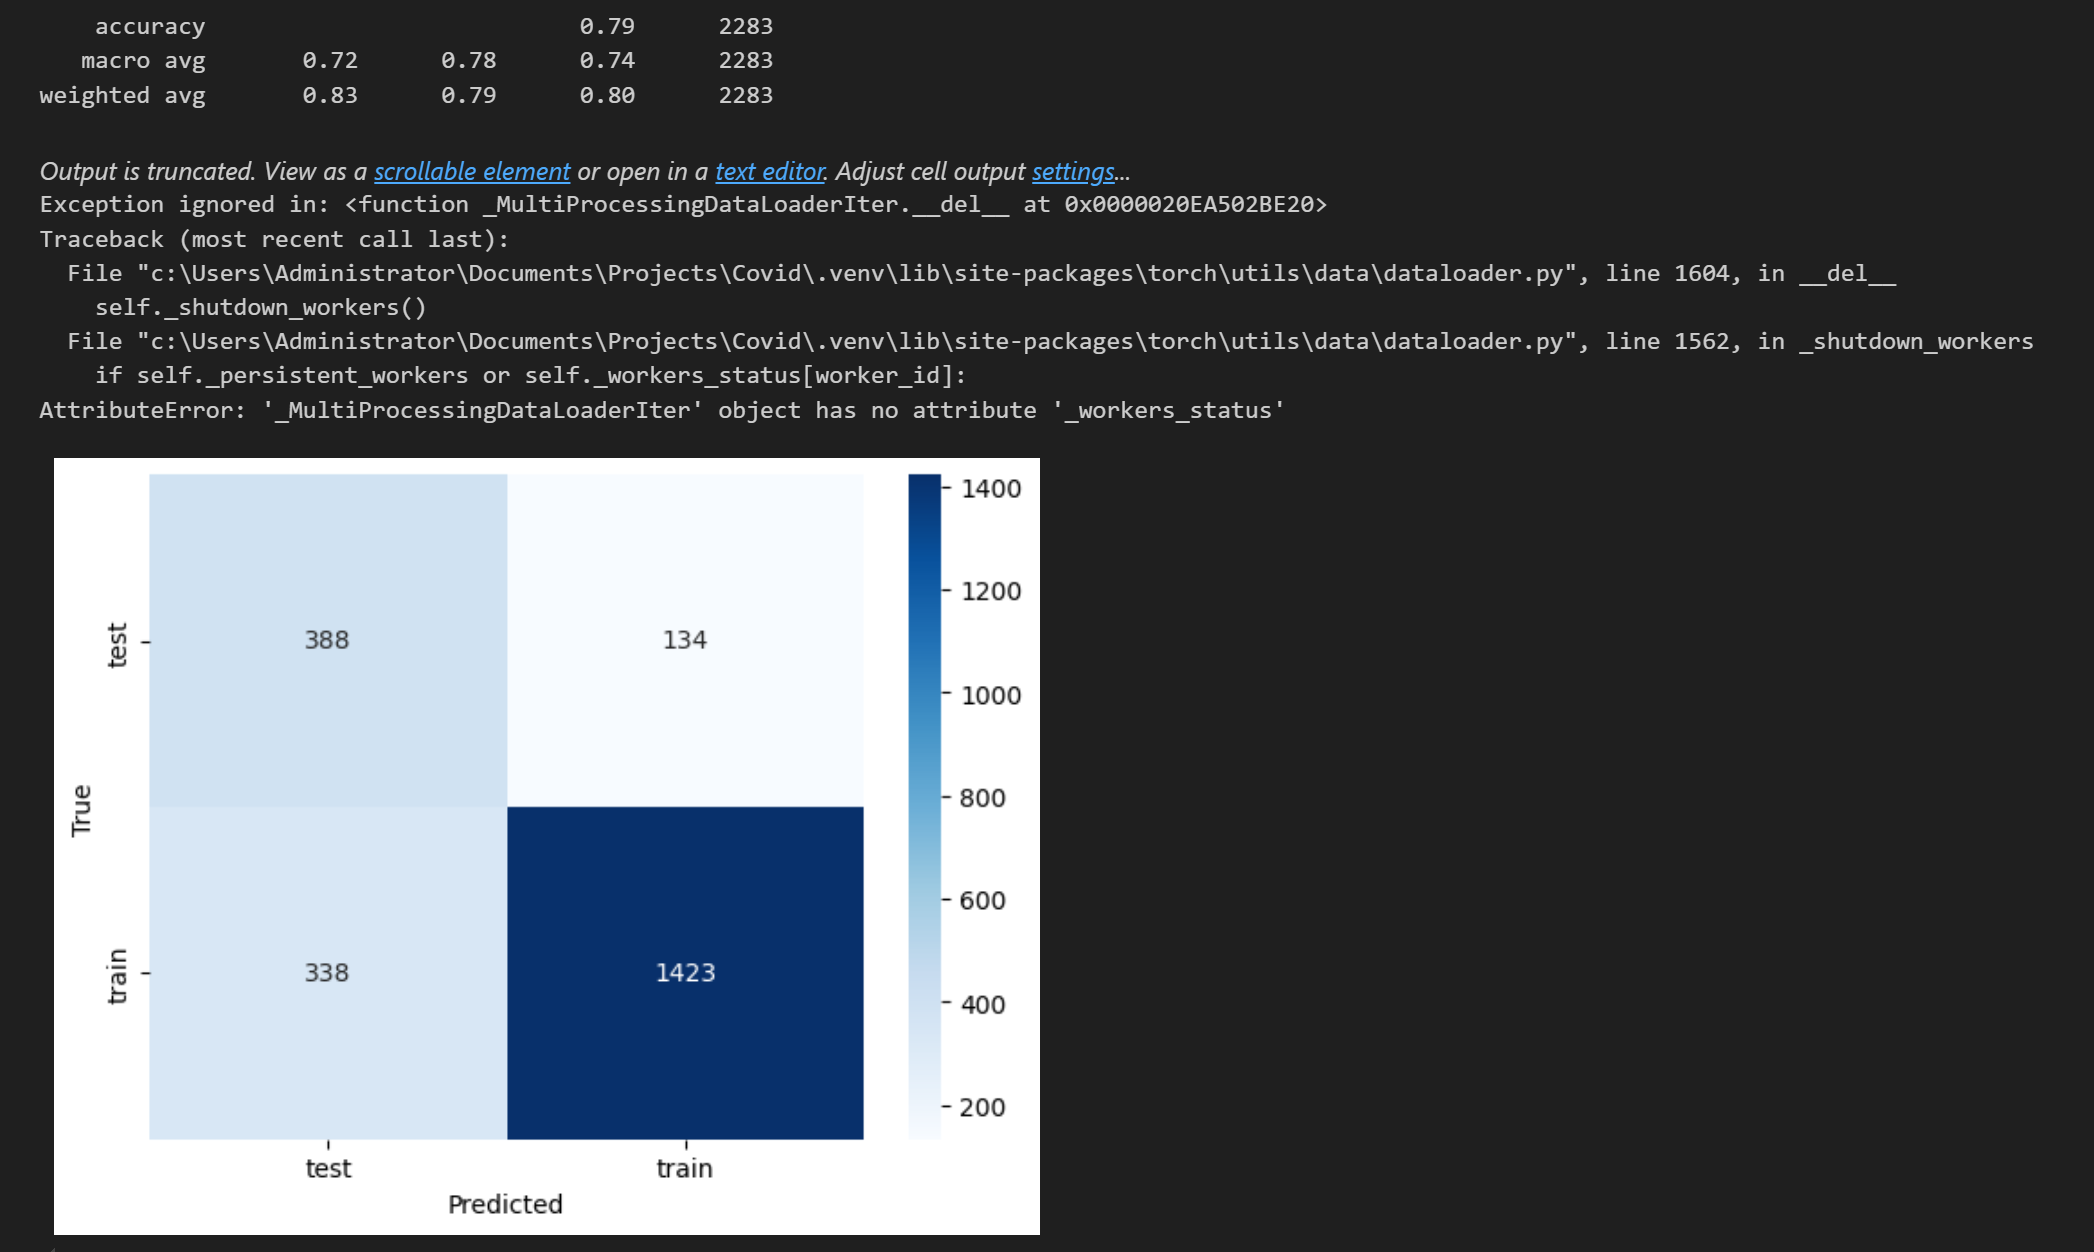 accuracy 0.79 2283
macro avg 0.72 0.78 0.74 2283
weighted avg 0.83 0.79 0.80 2283
Output is truncated. View as a scrollable element or open in a text editor. Adjust cell output settings...
Exception ignored in: <function _MultiProcessingDataLoaderIter.__del__ at 0x0000020EA502BE20>
Traceback (most recent call last):
  File "c:\Users\Administrator\Documents\Projects\Covid\.venv\lib\site-packages\torch\utils\data\dataloader.py", line 1604, in __del__
    self._shutdown_workers()
  File "c:\Users\Administrator\Documents\Projects\Covid\.venv\lib\site-packages\torch\utils\data\dataloader.py", line 1562, in _shutdown_workers
    if self._persistent_workers or self._workers_status[worker_id]:
AttributeError: '_MultiProcessingDataLoaderIter' object has no attribute '_workers_status'
1400
1200
test 388 134
1000
True
800
600
train 338 1423
400
200
test train
Predicted